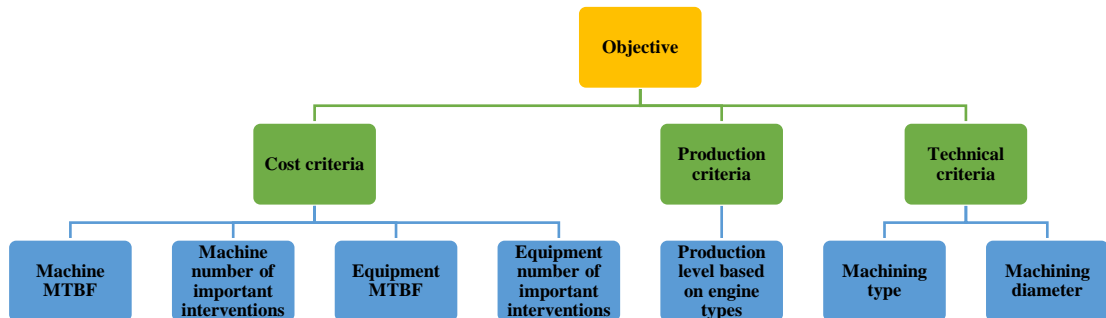 Objective
Cost criteria
Production
criteria
Technical
criteria
Machine
MTBF
Machine
number of
important
interventions
Equipment
MTBF
Equipment
number of
important
interventions
Production
level based
on engine
types
Machining
type
Machining
diameter